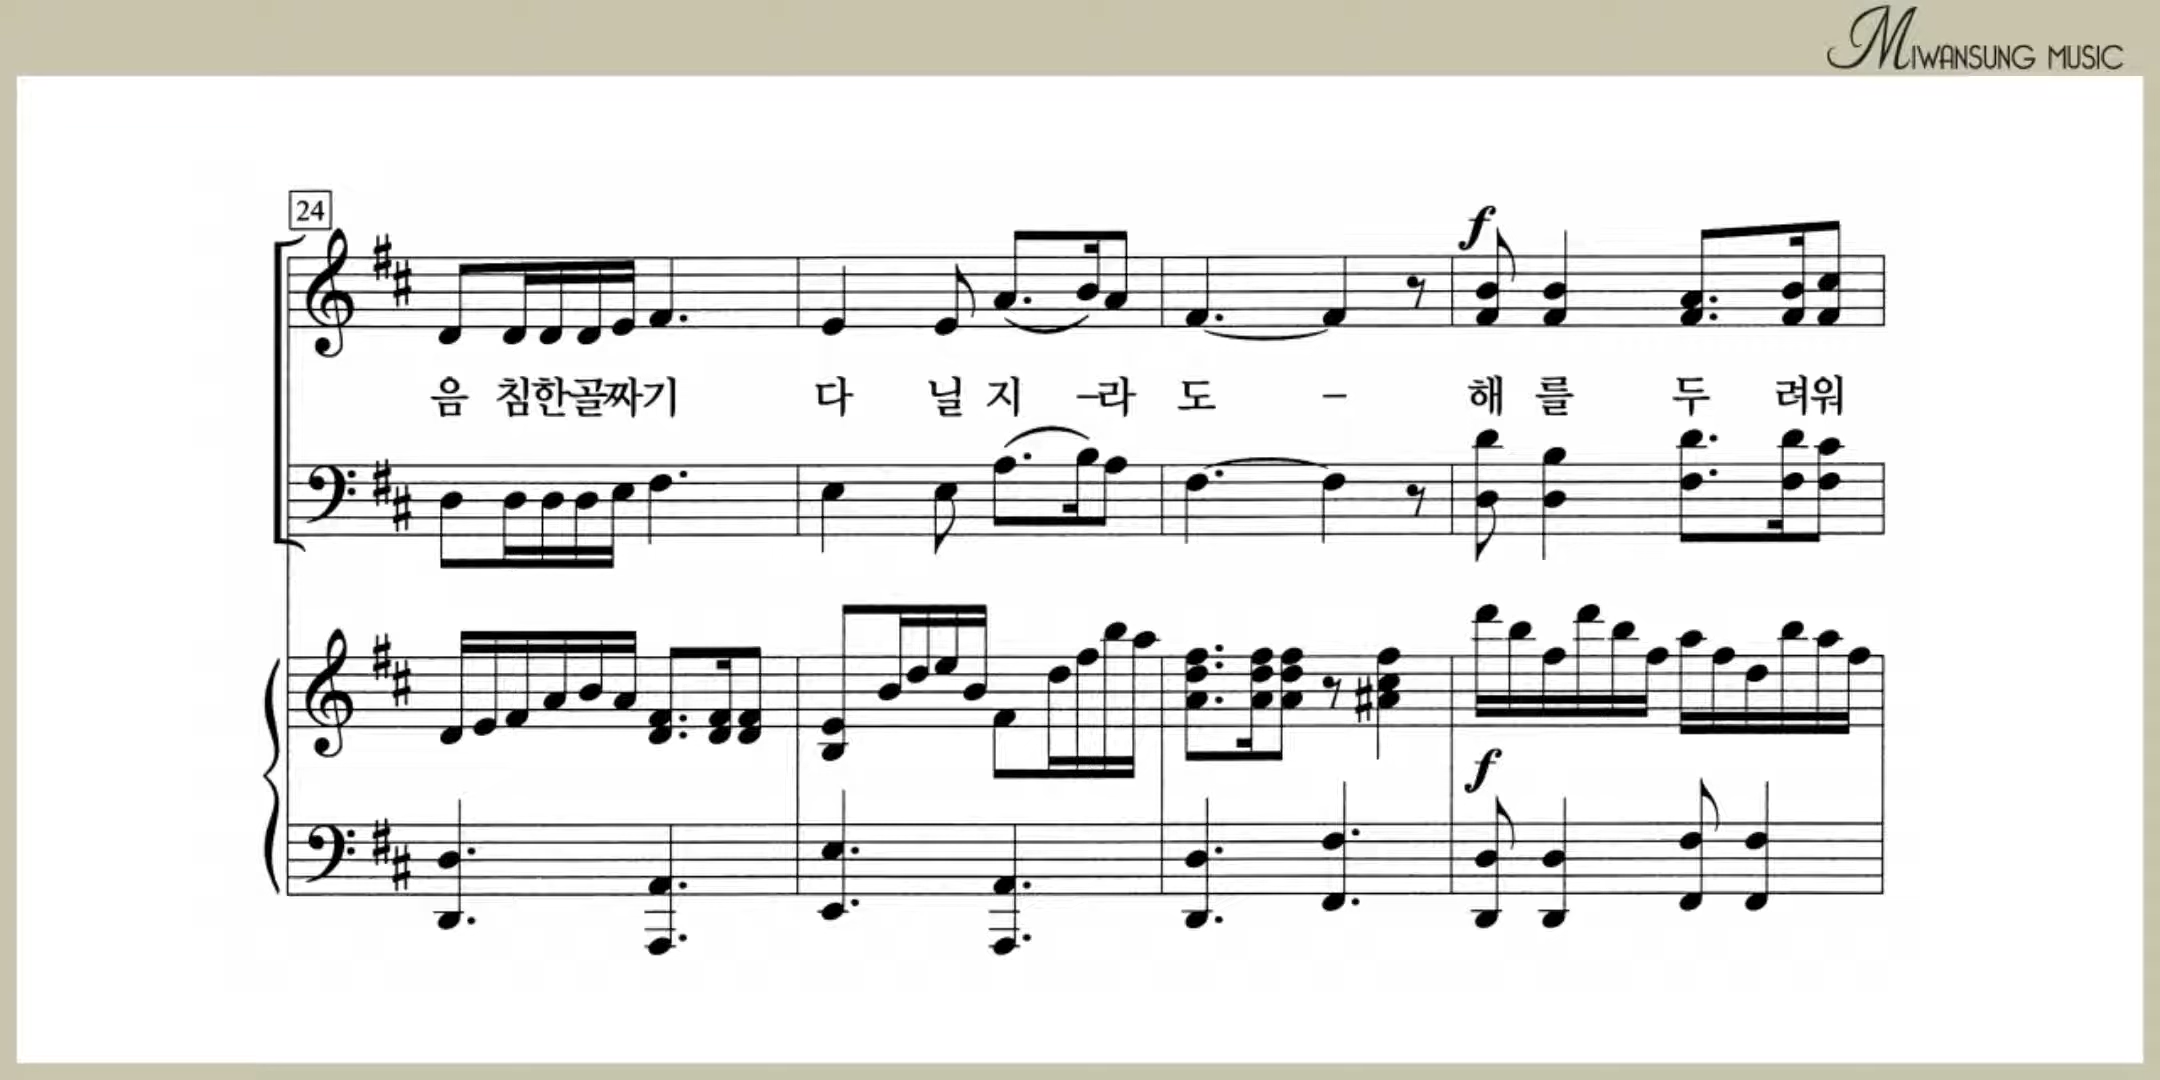 MIWANSUNG MUSIC
24
f
음 침한골짜기 다 닐 지 -라 도 - 해 를 두 려워
f